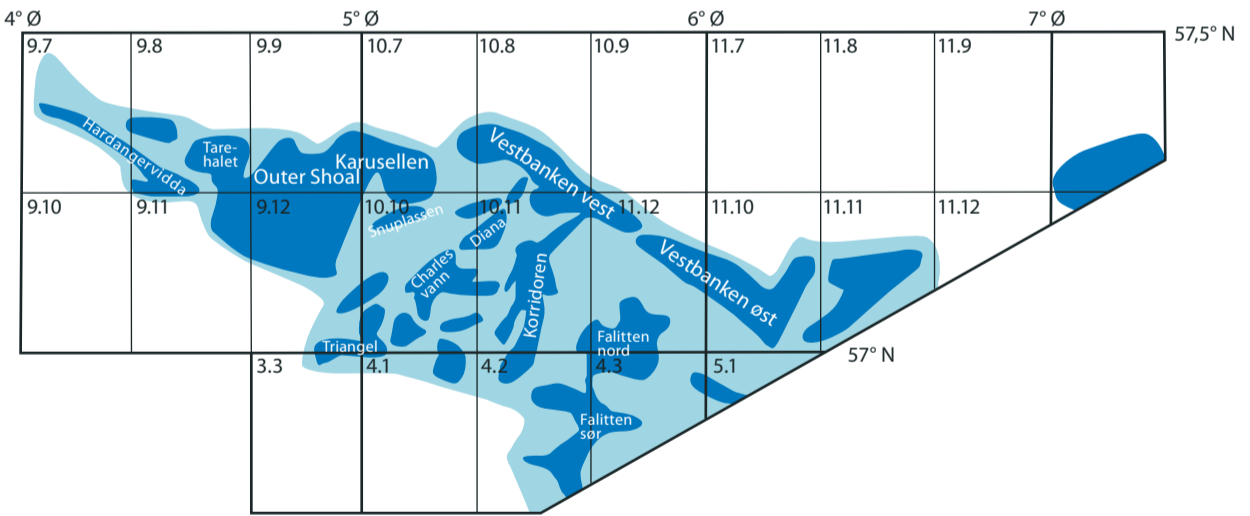 4° Ø 5° Ø 6° Ø 7° Ø
9.7 9.8 9.9 10.7 10.8 10.9 11.7 11.8 11.9 57,5° N
Hardangervidda
Tare-
halet
Outer Shoal
Karusellen
Vestbanken vest
9.10 9.11 9.12 10.10 10.11 11.12 11.10 11.11 11.12
Snuplassen
Diana
Charles
vann
Korridoren
Vestbanken øst
Falitten
nord
Triangel
57° N
3.3 4.1 4.2 4.3 5.1
Falitten
sør